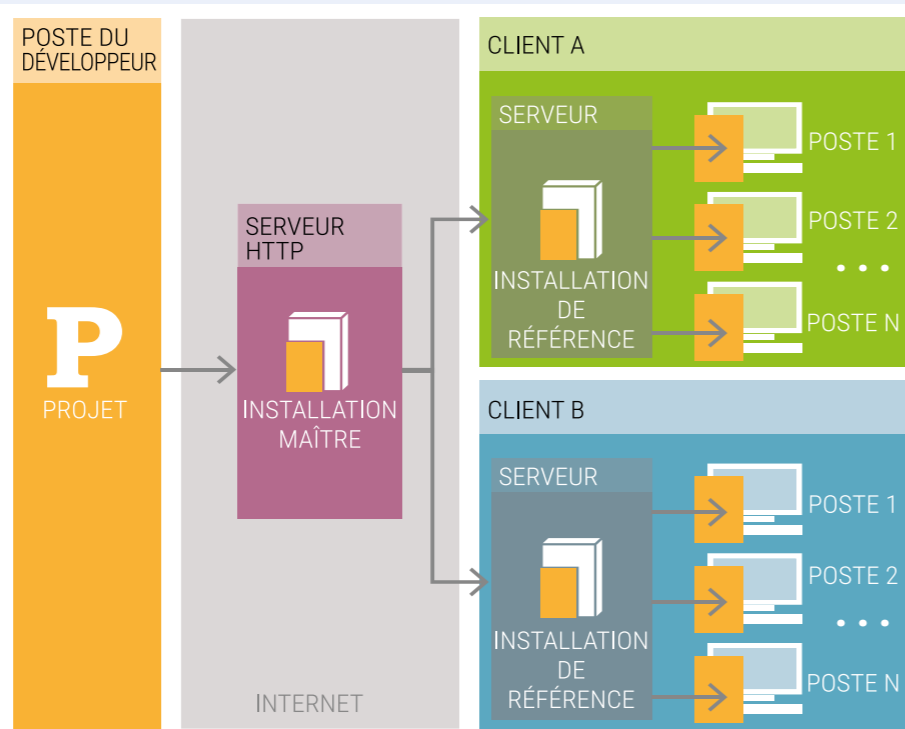 POSTE DU
DÉVELOPPEUR
P
PROJET
SERVEUR
HTTP
INSTALLATION
MAÎTRE
INTERNET
CLIENT A
SERVEUR
INSTALLATION
DE
RÉFÉRENCE
POSTE 1
POSTE 2
...
POSTE N
CLIENT B
SERVEUR
INSTALLATION
DE
RÉFÉRENCE
POSTE 1
POSTE 2
...
POSTE N